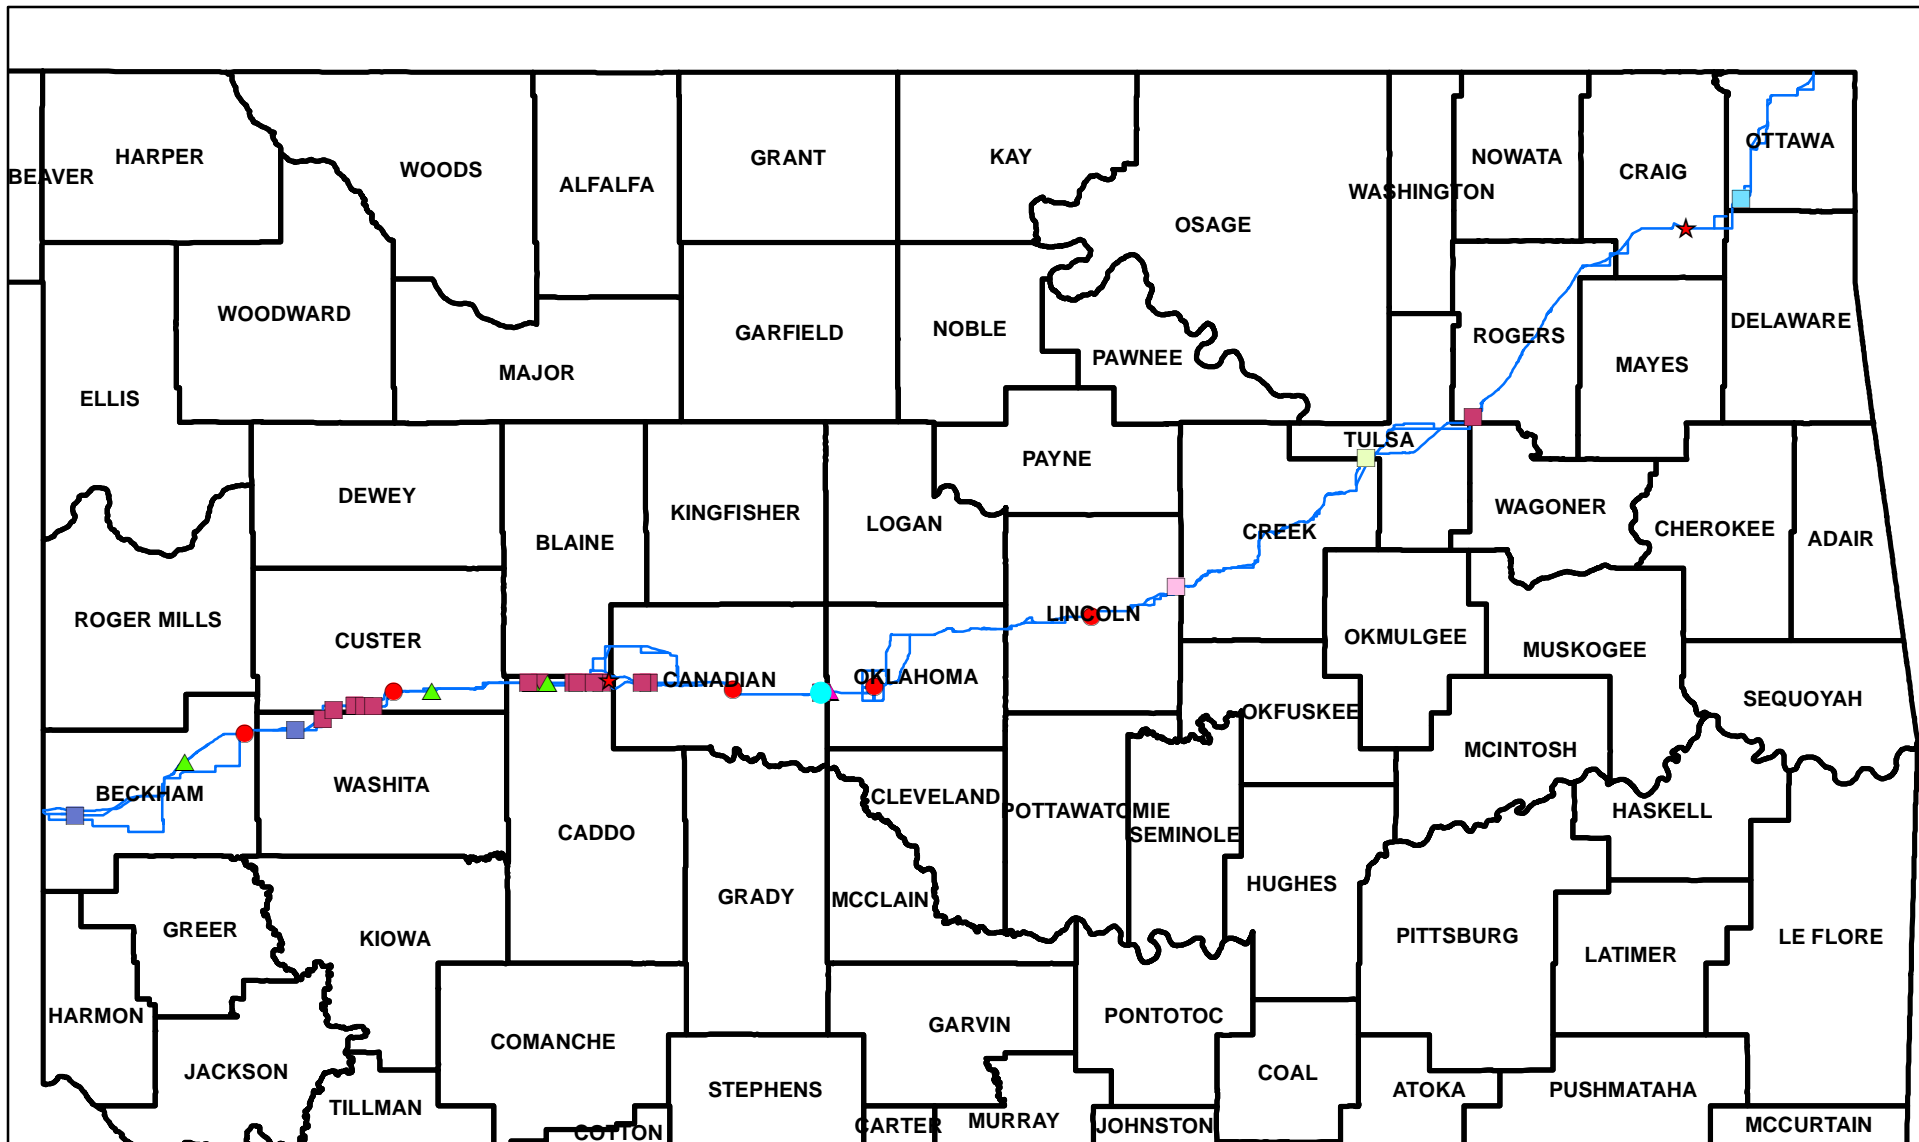 HARPER
BEAVER
WOODS
ALFALFA
GRANT
KAY
OSAGE
WASHINGTON
NOWATA
CRAIG
OTTAWA
WOODWARD
ELLIS
MAJOR
GARFIELD
NOBLE
PAWNEE
ROGERS
MAYES
DELAWARE
DEWEY
BLAINE
KINGFISHER
LOGAN
PAYNE
TULSA
CREEK
WAGONER
CHEROKEE
ADAIR
ROGER MILLS
CUSTER
CANADIAN
OKLAHOMA
LINCOLN
OKMULGEE
MUSKOGEE
SEQUOYAH
OKFUSKEE
MCINTOSH
BECKHAM
WASHITA
CADDO
CLEVELAND
POTTAWATOMIE
SEMINOLE
HASKELL
GRADY
MCCLAIN
HUGHES
GREER
KIOWA
PITTSBURG
LATIMER
LE FLORE
HARMON
COMANCHE
GARVIN
PONTOTOC
JACKSON
TILLMAN
STEPHENS
COAL
ATOKA
PUSHMATAHA
COTTON
CARTER
MURRAY
JOHNSTON
MCCURTAIN